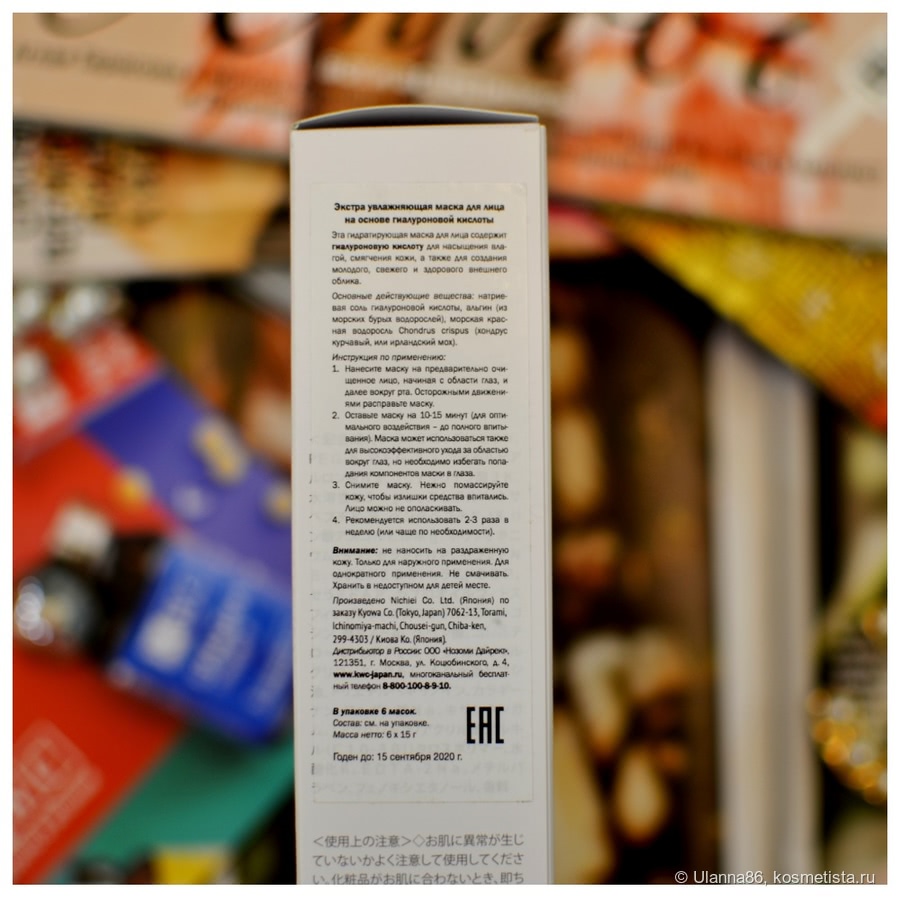 Экстра увлажняющая маска для лица
на основе гиалуроновой кислоты
Эта гидратирующая маска для лица содержит
гиалуроновую кислоту для насыщения вла-
гой, смягчения кожи, а также для создания
молодого, свежего и здорового внешнего
облика.
Основные действующие вещества: натрие-
вая соль гиалуроновой кислоты, альгин (из
морских бурых водорослей), морская крас-
ная водоросль Chondrus crispus (хондрус
курчавый, или ирландский мох).
Инструкция по применению:
1. Нанесите маску на предварительно очи-
щенное лицо, начиная с области глаз, и
далее вокруг рта. Осторожными движени-
ями расправьте маску.
2. Оставьте маску на 10-15 минут (для опти-
мального воздействия – до полного впиты-
вания). Маска может использоваться также
для высокоэффективного ухода за областью
вокруг глаз, но необходимо избегать попа-
дания компонентов маски в глаза.
3. Снимите маску. Нежно помассируйте
кожу, чтобы излишки средства впитались.
Лицо можно не ополаскивать.
4. Рекомендуется использовать 2-3 раза в
неделю (или чаще по необходимости).
Внимание: не наносить на раздраженную
кожу. Только для наружного применения. Для
однократного применения. Не смачивать.
Хранить в недоступном для детей месте.
Произведено Nichiei Co. Ltd. (Япония) по
заказу Kyowa Co. (Tokyo, Japan) 7062-13, Torami,
Ichinomiya-machi, Chousei-gun, Chiba-ken,
299-4303 / Киова Ко. (Япония).
Дистрибьютор в России: ООО «Нозоми Дайрект»,
121351, г. Москва, ул. Коцюбинского, д. 4,
www.kwc-japan.ru, многоканальный бесплат-
ный телефон 8-800-100-8-9-10.
В упаковке 6 масок.
Состав: см. на упаковке.
Масса нетто: 6 x 15 г
EAC
Годен до: 15 сентября 2020 г.
＜使用上の注意＞◇お肌に異常が生じ
ていないかよく注意して使用してくださ
い。化粧品がお肌に合わないとき、即ち
© Ulanna86, kosmetista.ru